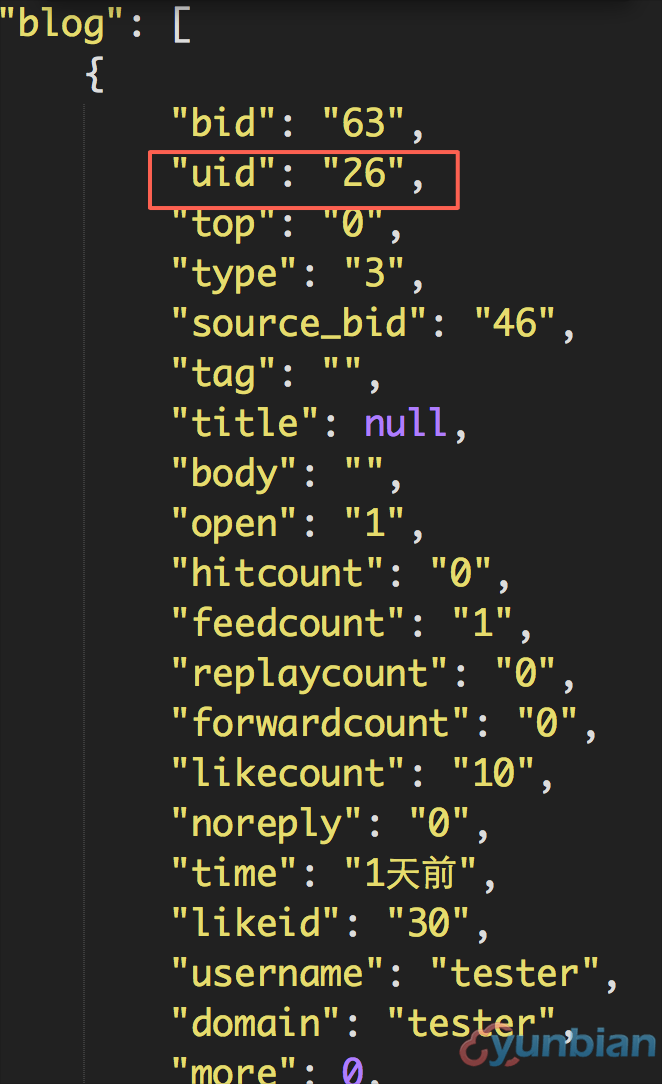 "blog": [
{
"bid": "63",
"uid": "26",
"top": "0",
"type": "3",
"source_bid": "46",
"tag": "",
"title": null,
"body": "",
"open": "1",
"hitcount": "0",
"feedcount": "1",
"replaycount": "0",
"forwardcount": "0",
"likecount": "10",
"noreply": "0",
"time": "1天前",
"likeid": "30",
"username": "tester",
"domain": "tester",
"more": 0,
yunbian